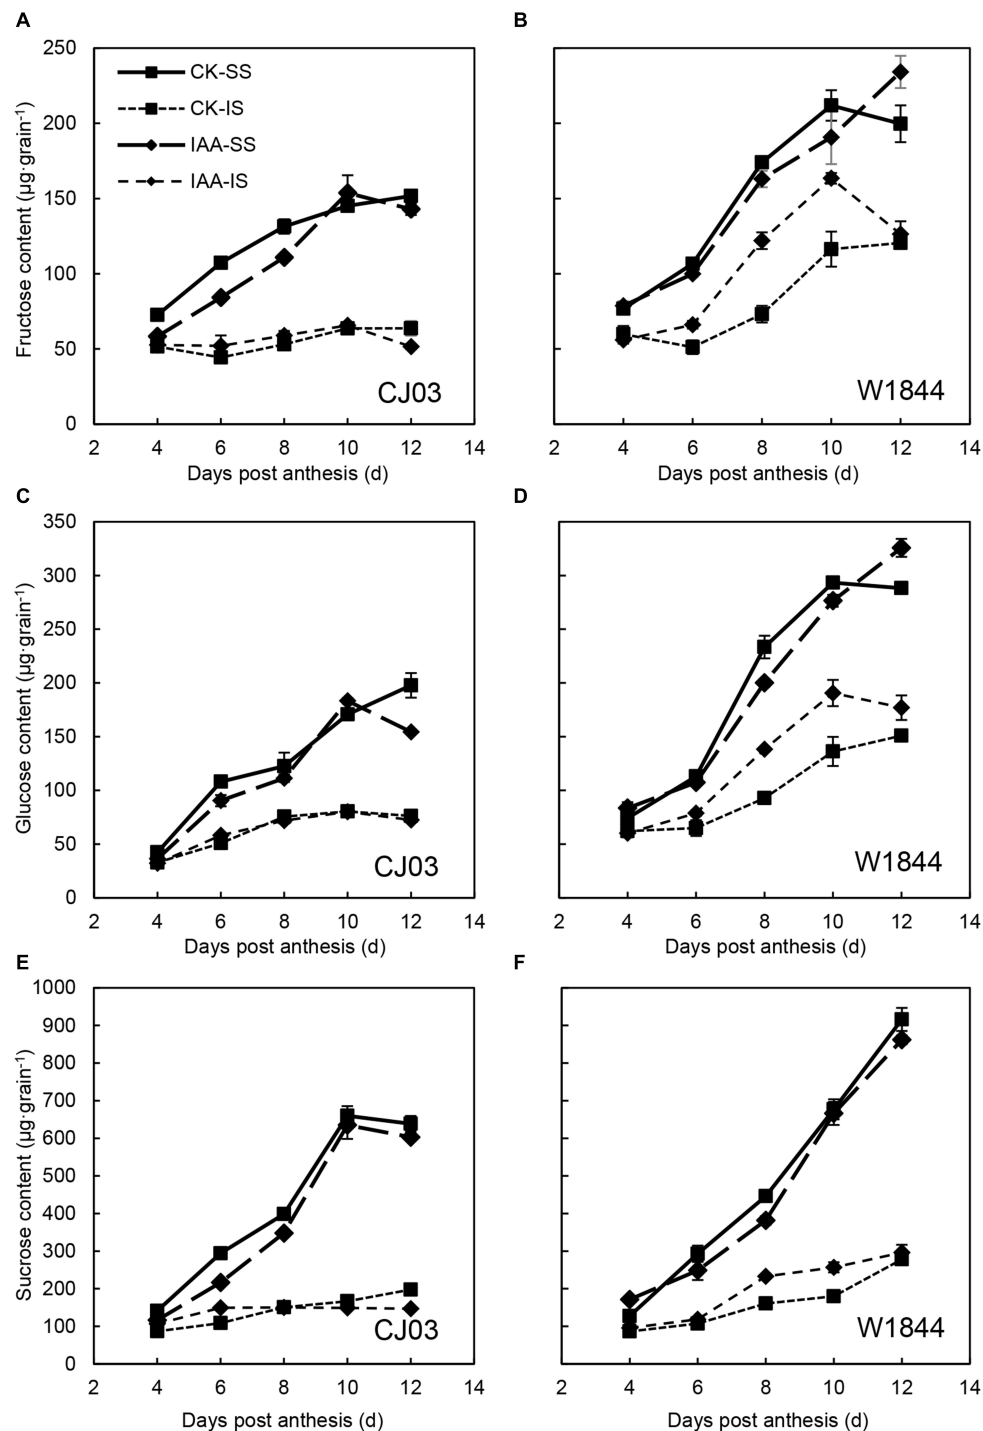 A
B
Fructose content (µg·grain⁻¹)
250
200
150
100
50
0
CK-SS
CK-IS
IAA-SS
IAA-IS
CJ03
W1844
2 4 6 8 10 12 14
2 4 6 8 10 12 14
Days post anthesis (d)
Days post anthesis (d)
C
D
Glucose content (µg·grain⁻¹)
350
300
250
200
150
100
50
0
CJ03
W1844
2 4 6 8 10 12 14
2 4 6 8 10 12 14
Days post anthesis (d)
Days post anthesis (d)
E
F
Sucrose content (µg·grain⁻¹)
1000
900
800
700
600
500
400
300
200
100
0
CJ03
W1844
2 4 6 8 10 12 14
2 4 6 8 10 12 14
Days post anthesis (d)
Days post anthesis (d)